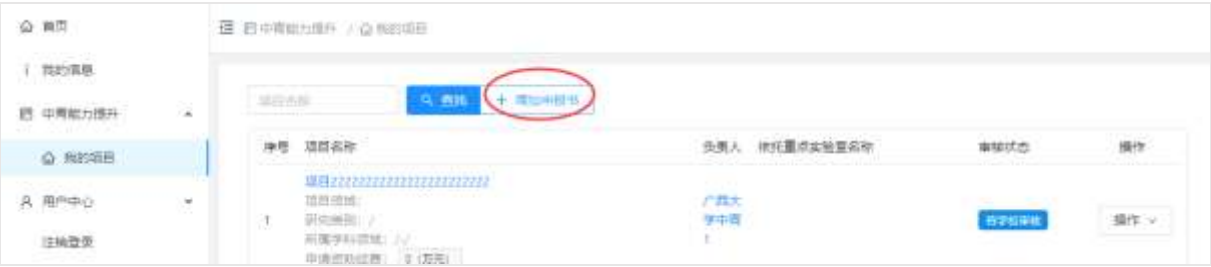 首页
中青能力提升 / 我的项目
我的信息
项目名称 查找 + 增加申报书
中青能力提升
序号 项目名称 负责人 依托重点实验室名称 审核状态 操作
我的项目
项目zzzzzzzzzzzzzzzzzzzzzzz
用户中心
项目领域:
广西大
1 研究类别: / 学中青 待学校审核 操作
注销登录
所属学科领域: /-/ 1
申请资助经费: 0 (万元)